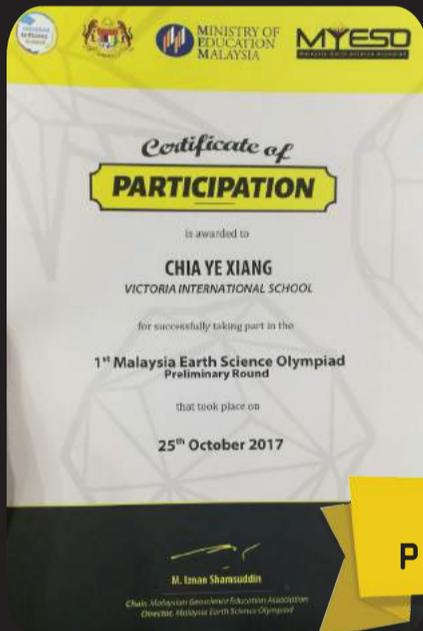 MINISTRY OF
EDUCATION
MALAYSIA
MYESO
Certificate of
PARTICIPATION
is awarded to
CHIA YE XIANG
VICTORIA INTERNATIONAL SCHOOL
for successfully taking part in the
1st Malaysia Earth Science Olympiad
Preliminary Round
that took place on
25th October 2017
M. Iznan Shamsuddin
Chair, Malaysian Geoscience Education Association
Director, Malaysia Earth Science Olympiad
P